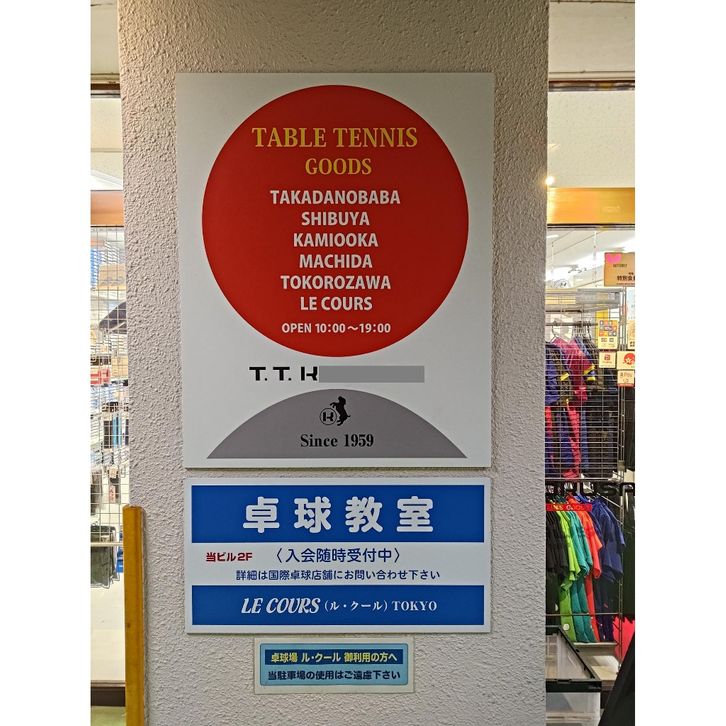 TABLE TENNIS
GOODS
TAKADANOBABA
SHIBUYA
KAMIOOKA
MACHIDA
TOKOROZAWA
LE COURS
OPEN 10:00～19:00
T. T. K
K
Since 1959
卓球教室
当ビル2F 〈入会随時受付中〉
詳細は国際卓球店舗にお問い合わせ下さい
LE COURS (ル・クール) TOKYO
卓球場 ル・クール 御利用の方へ
当駐車場の使用はご遠慮下さい
BUTTERFLY